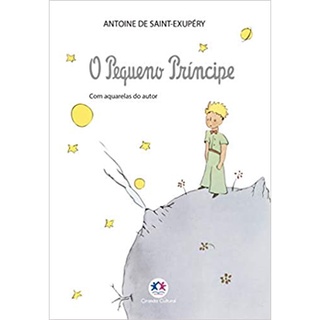 ANTOINE DE SAINT-EXUPÉRY
O Pequeno Príncipe
Com aquarelas do autor
Ciranda Cultural